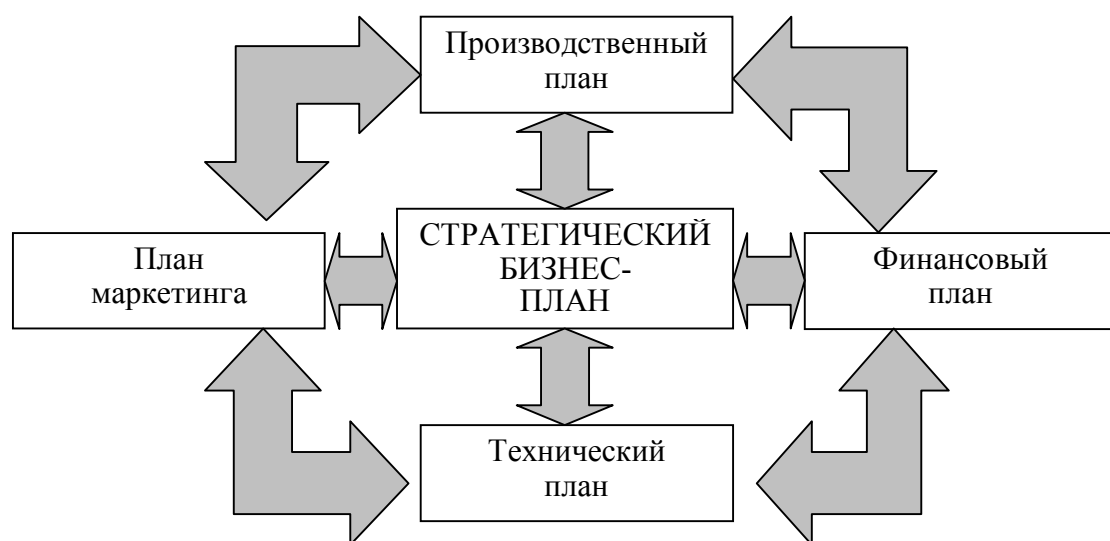 Производственный
план
План
маркетинга
СТРАТЕГИЧЕСКИЙ
БИЗНЕС-
ПЛАН
Финансовый
план
Технический
план